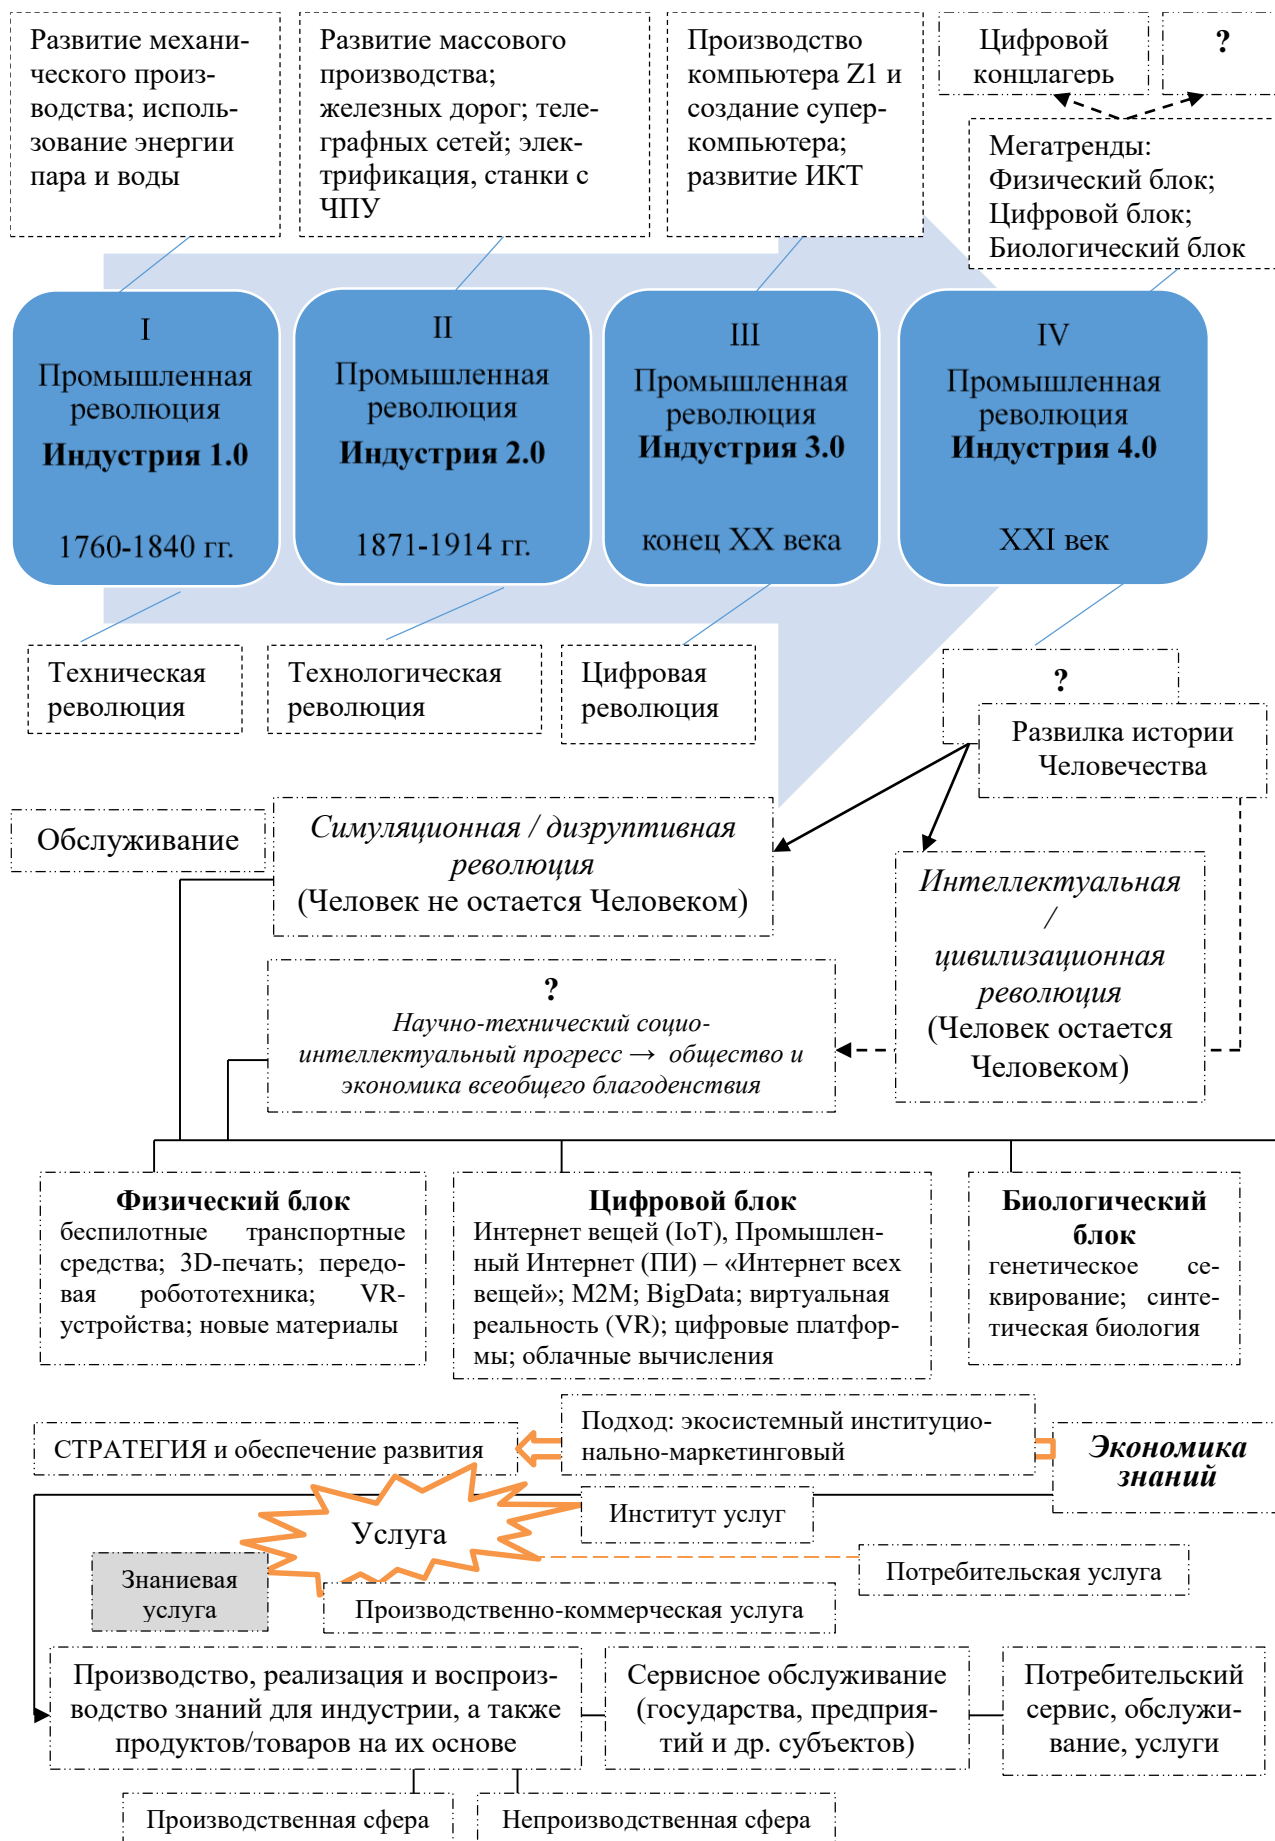 Развитие механи-
ческого произ-
водства; исполь-
зование энергии
пара и воды
Развитие массового
производства;
железных дорог; теле-
графных сетей; элек-
трификация, станки с
ЧПУ
Производство
компьютера Z1 и
создание супер-
компьютера;
развитие ИКТ
Цифровой
концлагерь
?
Мегатренды:
Физический блок;
Цифровой блок;
Биологический блок
I
Промышленная
революция
Индустрия 1.0
1760-1840 гг.
II
Промышленная
революция
Индустрия 2.0
1871-1914 гг.
III
Промышленная
революция
Индустрия 3.0
конец XX века
IV
Промышленная
революция
Индустрия 4.0
XXI век
Техническая
революция
Технологическая
революция
Цифровая
революция
?
Развилка истории
Человечества
Обслуживание
Симуляционная / дизруптивная
революция
(Человек не остается Человеком)
Интеллектуальная
/
цивилизационная
революция
(Человек остается
Человеком)
?
Научно-технический социо-
интеллектуальный прогресс → общество и
экономика всеобщего благоденствия
Физический блок
беспилотные транспортные
средства; 3D-печать; передо-
вая робототехника; VR-
устройства; новые материалы
Цифровой блок
Интернет вещей (IoT), Промышлен-
ный Интернет (ПИ) – «Интернет всех
вещей»; M2M; BigData; виртуальная
реальность (VR); цифровые платфор-
мы; облачные вычисления
Биологический
блок
генетическое се-
квирование; синте-
тическая биология
СТРАТЕГИЯ и обеспечение развития
Подход: экосистемный институцио-
нально-маркетинговый
Экономика
знаний
Услуга
Институт услуг
Знаниевая
услуга
Потребительская услуга
Производственно-коммерческая услуга
Производство, реализация и воспроиз-
водство знаний для индустрии, а также
продуктов/товаров на их основе
Сервисное обслуживание
(государства, предприя-
тий и др. субъектов)
Потребительский
сервис, обслужи-
вание, услуги
Производственная сфера
Непроизводственная сфера